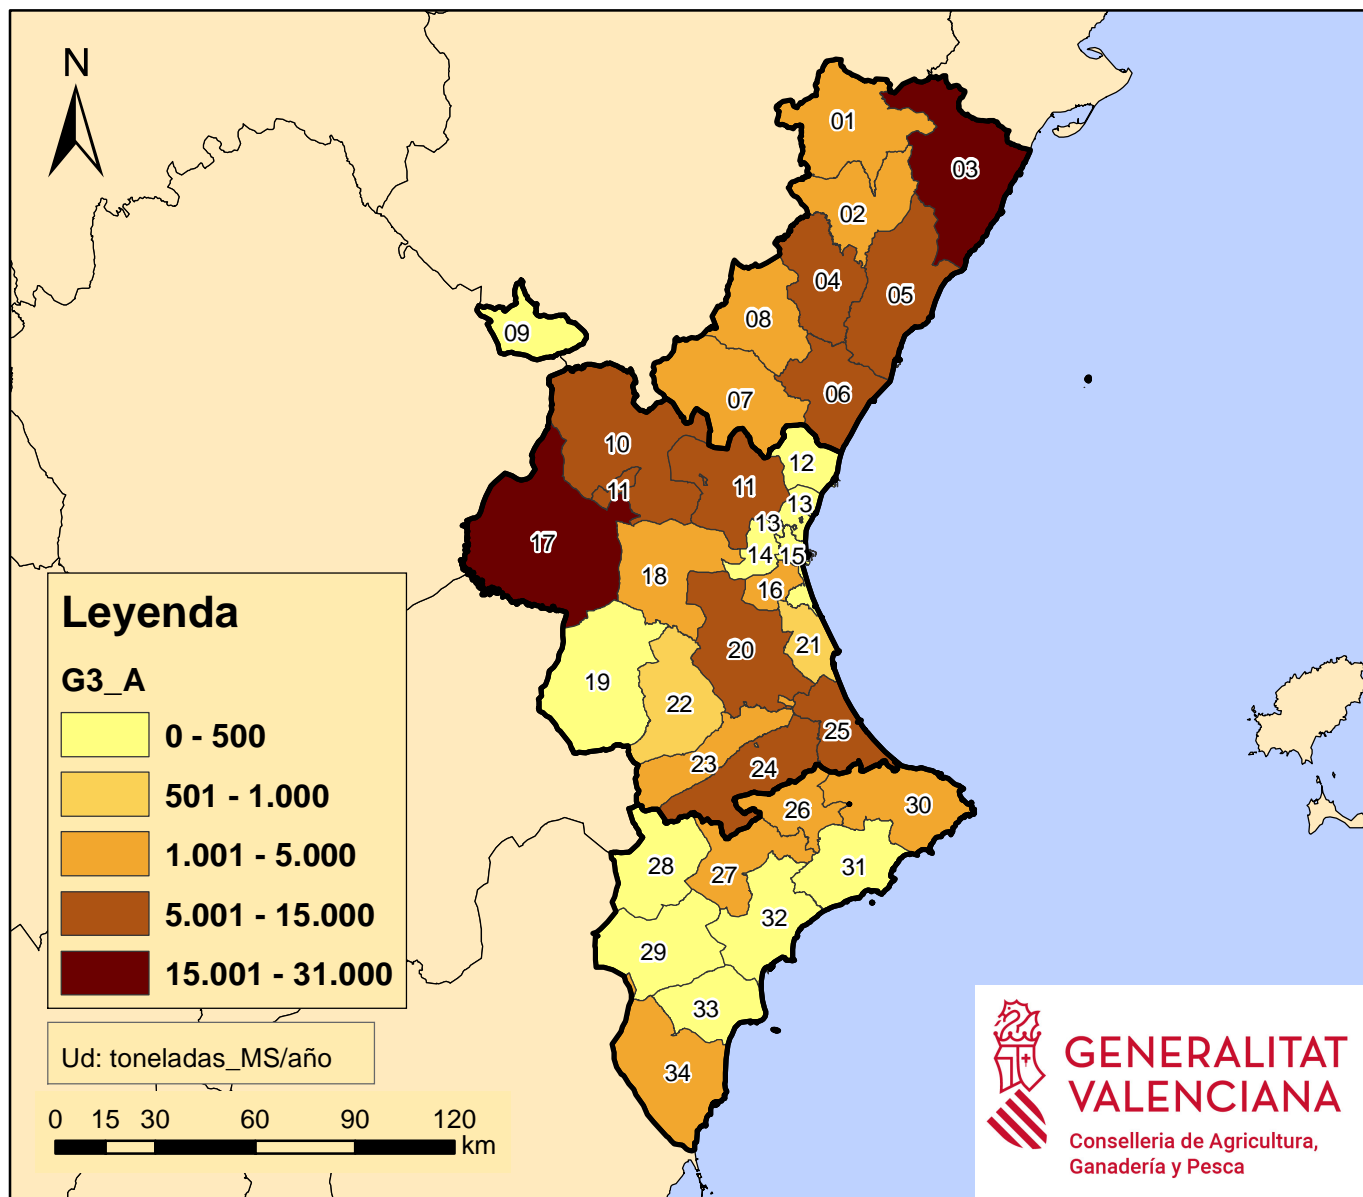 N
01
03
02
04
05
08
09
06
07
10
12
11
11
13
13
17
14
15
18
16
20
21
19
22
25
23
24
30
26
28
31
27
32
29
33
34
Leyenda
G3_A
0 - 500
501 - 1.000
1.001 - 5.000
5.001 - 15.000
15.001 - 31.000
Ud: toneladas_MS/año
0 15 30 60 90 120
km
GENERALITAT
VALENCIANA
Conselleria de Agricultura,
Ganadería y Pesca